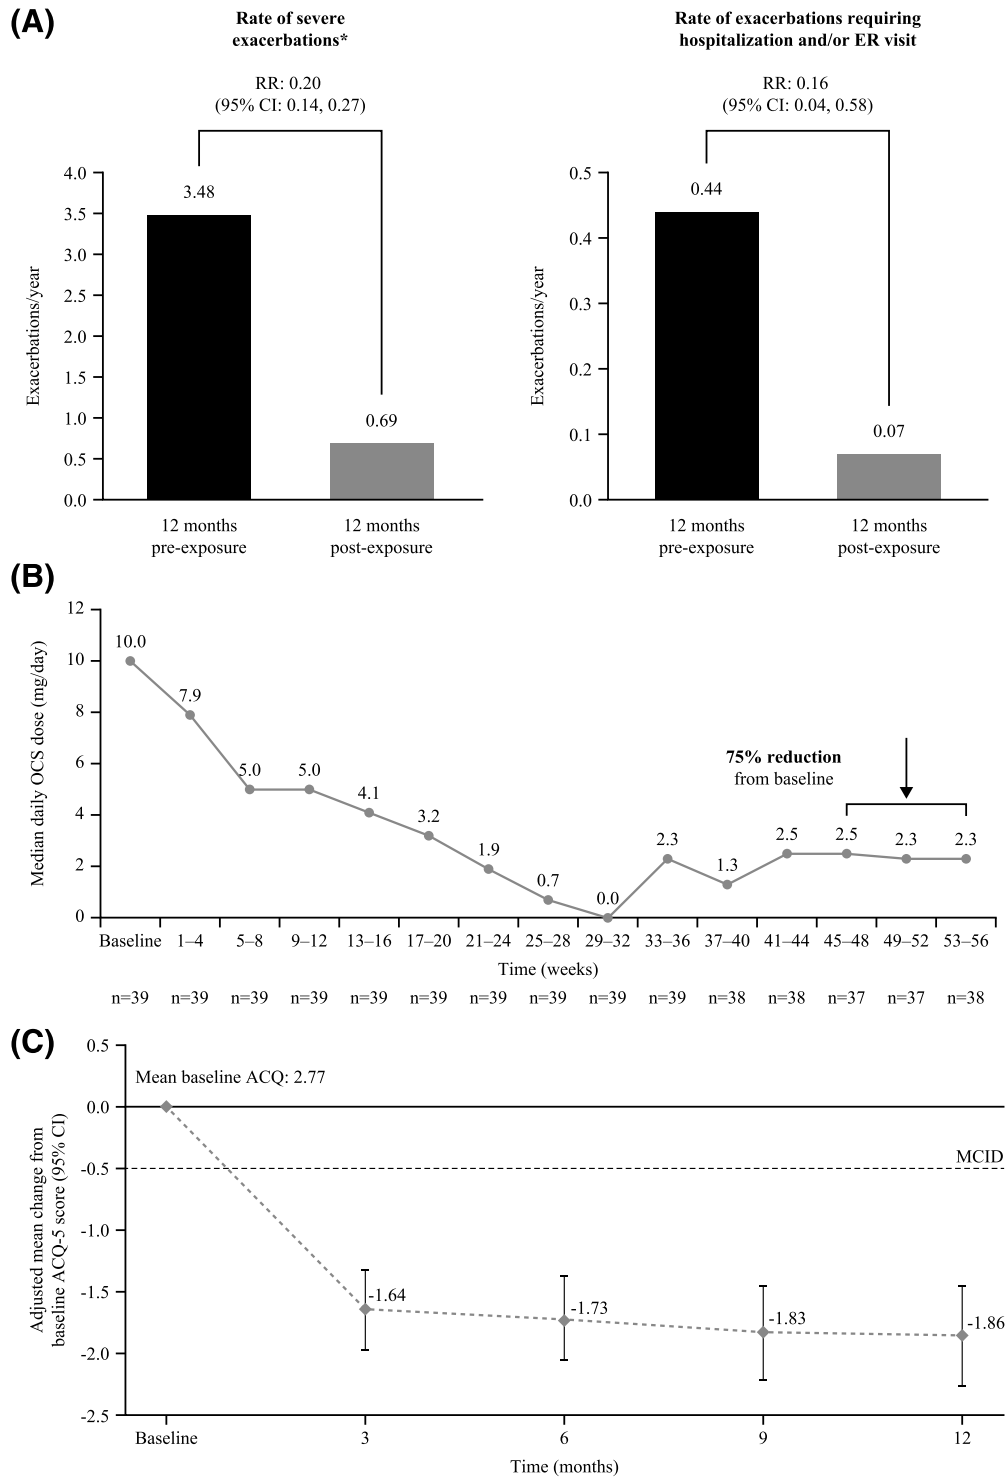 (A)
Rate of severe
exacerbations*
RR: 0.20
(95% CI: 0.14, 0.27)
4.0
3.5
3.0
2.5
2.0
1.5
1.0
0.5
0.0
Exacerbations/year
3.48
0.69
12 months
pre-exposure
12 months
post-exposure
Rate of exacerbations requiring
hospitalization and/or ER visit
RR: 0.16
(95% CI: 0.04, 0.58)
0.5
0.4
0.3
0.2
0.1
0.0
Exacerbations/year
0.44
0.07
12 months
pre-exposure
12 months
post-exposure
(B)
12
10
8
6
4
2
0
Median daily OCS dose (mg/day)
10.0
7.9
5.0
5.0
4.1
3.2
1.9
0.7
0.0
2.3
1.3
2.5
2.5
2.3
2.3
75% reduction
from baseline
Baseline 1–4 5–8 9–12 13–16 17–20 21–24 25–28 29–32 33–36 37–40 41–44 45–48 49–52 53–56
Time (weeks)
n=39 n=39 n=39 n=39 n=39 n=39 n=39 n=39 n=39 n=39 n=38 n=38 n=37 n=37 n=38
(C)
0.5
0.0
-0.5
-1.0
-1.5
-2.0
-2.5
Adjusted mean change from
baseline ACQ-5 score (95% CI)
Mean baseline ACQ: 2.77
MCID
-1.64
-1.73
-1.83
-1.86
Baseline 3 6 9 12
Time (months)